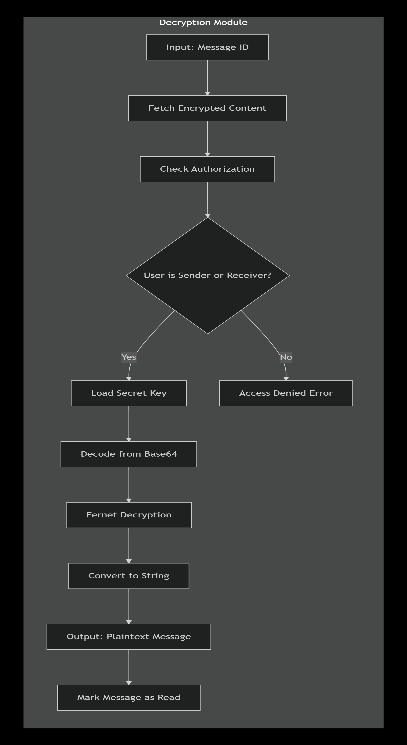 Decryption Module
Input: Message ID
Fetch Encrypted Content
Check Authorization
User is Sender or Receiver?
Yes
No
Load Secret Key
Access Denied Error
Decode from Base64
Fernet Decryption
Convert to String
Output: Plaintext Message
Mark Message as Read